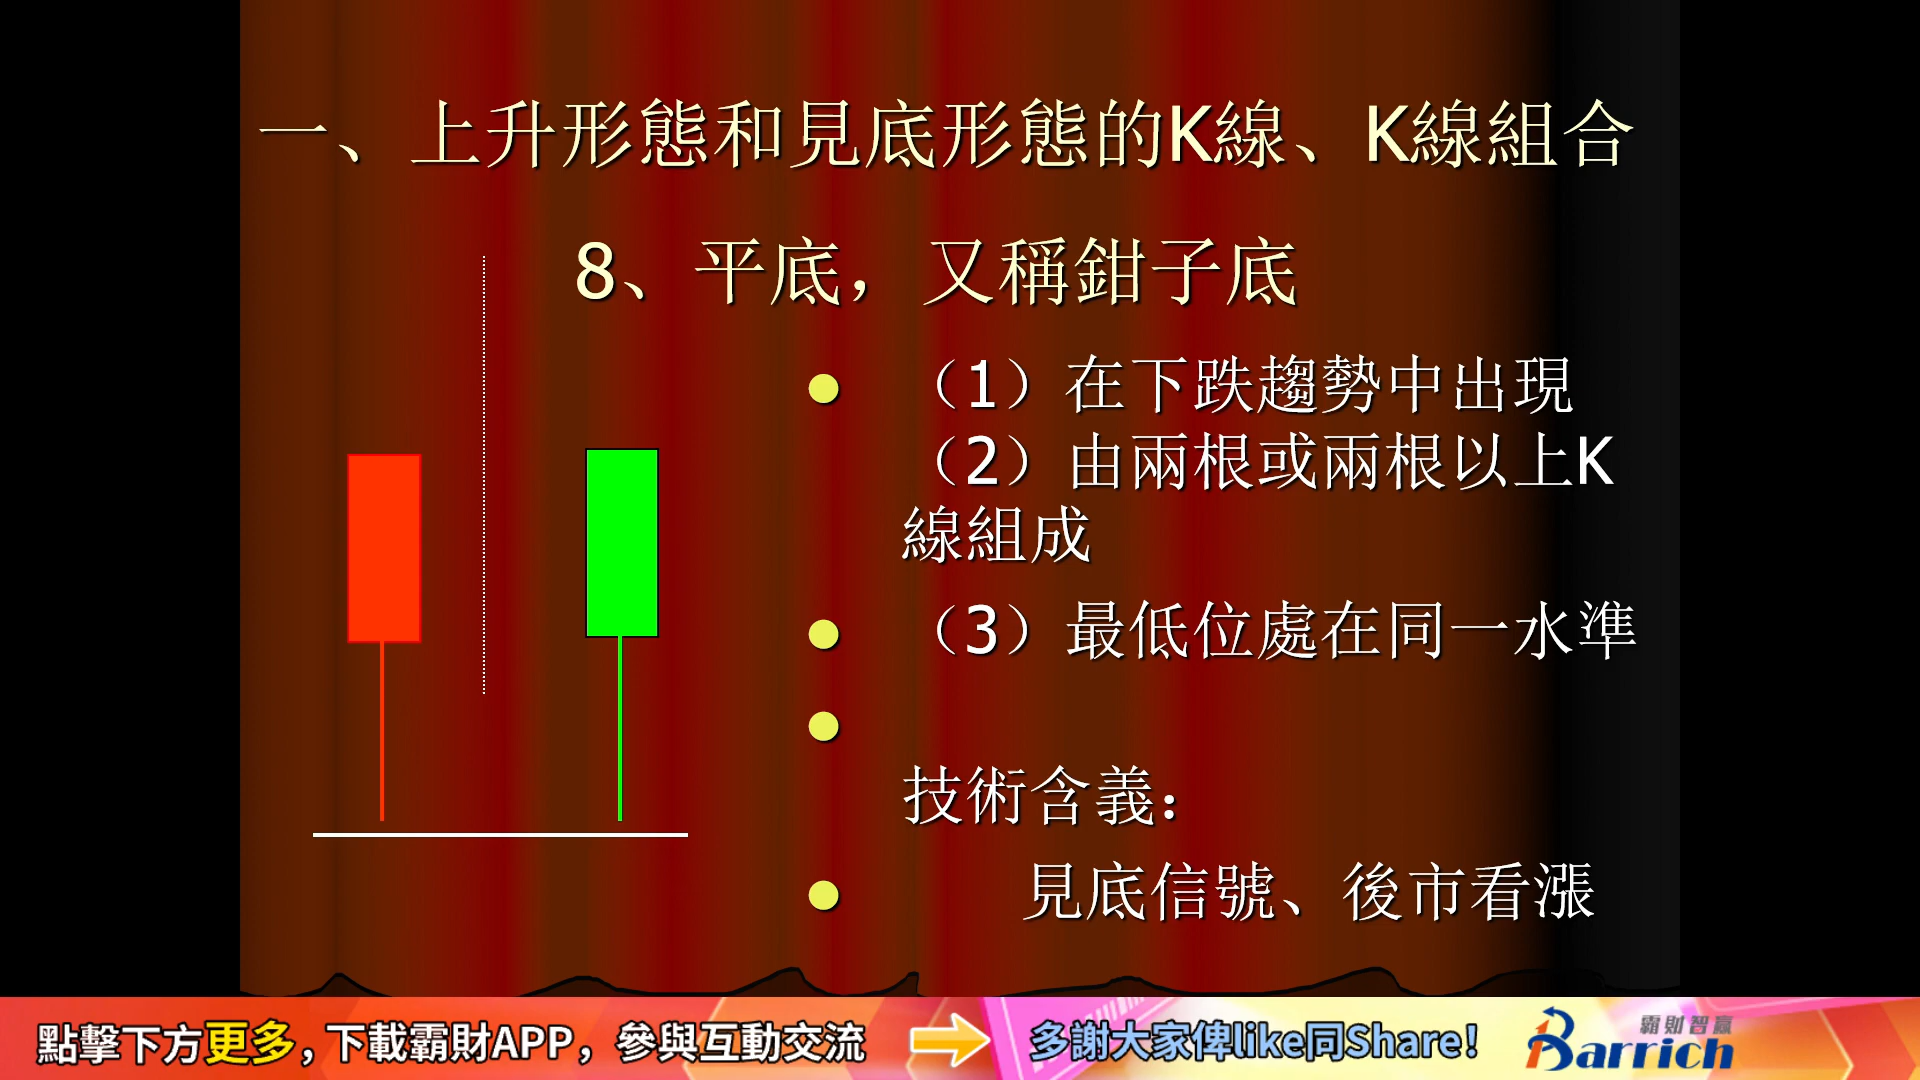 一、上升形態和見底形態的K線、K線組合
8、平底，又稱鉗子底
（1）在下跌趨勢中出現
（2）由兩根或兩根以上K
線組成
（3）最低位處在同一水準
技術含義：
見底信號、後市看漲
點擊下方更多，下載霸財APP，參與互動交流
多謝大家俾like同Share！
霸財智贏
Barrich